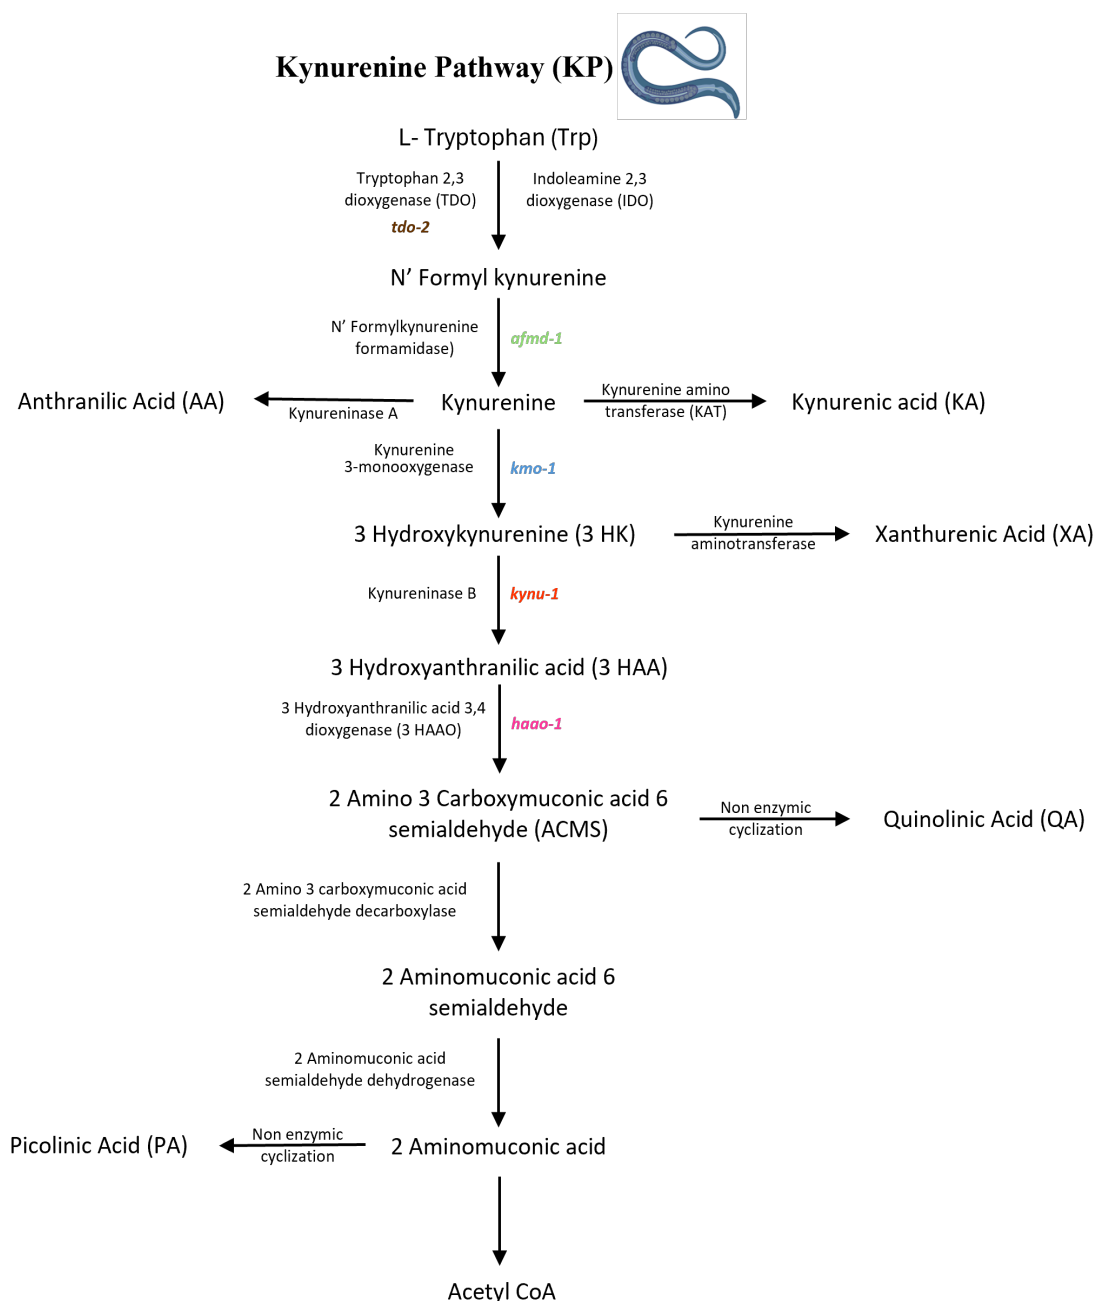 Kynurenine Pathway (KP)
L- Tryptophan (Trp)
Tryptophan 2,3
dioxygenase (TDO)
tdo-2
Indoleamine 2,3
dioxygenase (IDO)
N’ Formyl kynurenine
N’ Formylkynurenine
formamidase)
afmd-1
Anthranilic Acid (AA)
Kynureninase A
Kynurenine
Kynurenine amino
transferase (KAT)
Kynurenic acid (KA)
Kynurenine
3-monooxygenase
kmo-1
3 Hydroxykynurenine (3 HK)
Kynurenine
aminotransferase
Xanthurenic Acid (XA)
Kynureninase B
kynu-1
3 Hydroxyanthranilic acid (3 HAA)
3 Hydroxyanthranilic acid 3,4
dioxygenase (3 HAAO)
haao-1
2 Amino 3 Carboxymuconic acid 6
semialdehyde (ACMS)
Non enzymic
cyclization
Quinolinic Acid (QA)
2 Amino 3 carboxymuconic acid
semialdehyde decarboxylase
2 Aminomuconic acid 6
semialdehyde
2 Aminomuconic acid
semialdehyde dehydrogenase
Picolinic Acid (PA)
Non enzymic
cyclization
2 Aminomuconic acid
Acetyl CoA